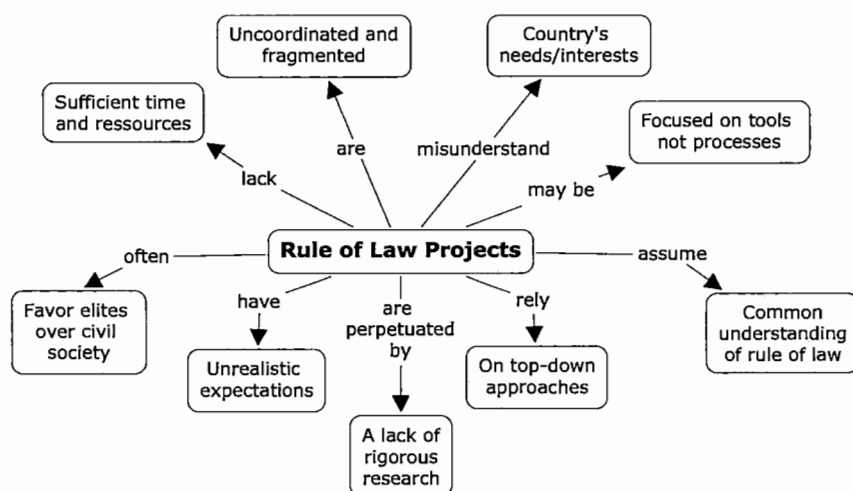 Uncoordinated and
fragmented
Country's
needs/interests
Sufficient time
and ressources
Focused on tools
not processes
are
misunderstand
lack
may be
Rule of Law Projects
often
assume
Favor elites
over civil
society
have
are
perpetuated
by
rely
Common
understanding
of rule of law
Unrealistic
expectations
On top-down
approaches
A lack of
rigorous
research